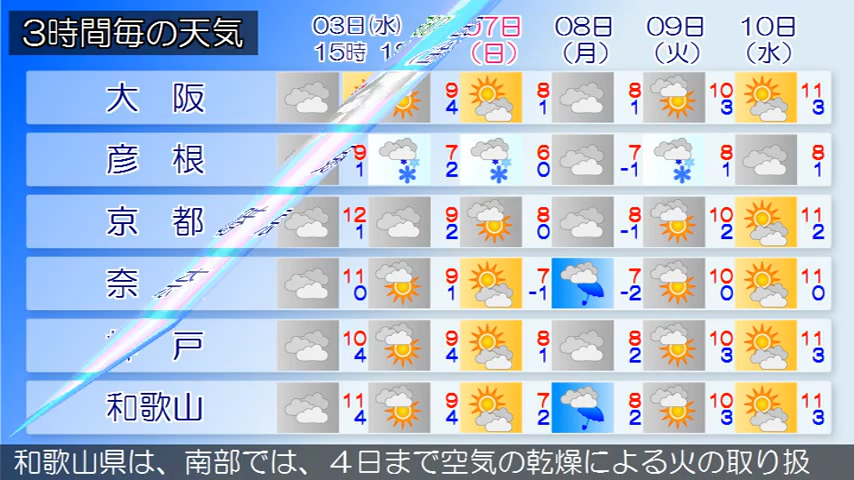 3時間毎の天気
03日(水) 07日 08日 09日 10日
15時 (日) (月) (火) (水)
大阪 9 4 8 1 8 1 10 3 11 3
彦根 9 1 7 2 6 0 7 -1 8 1 8 1
京都 12 1 9 2 8 0 8 -1 10 2 11 2
奈 11 0 9 1 7 -1 7 -2 10 0 11 0
戸 10 4 9 4 8 1 8 2 10 3 11 3
和歌山 11 4 9 4 7 2 8 2 10 3 11 3
和歌山県は、南部では、４日まで空気の乾燥による火の取り扱